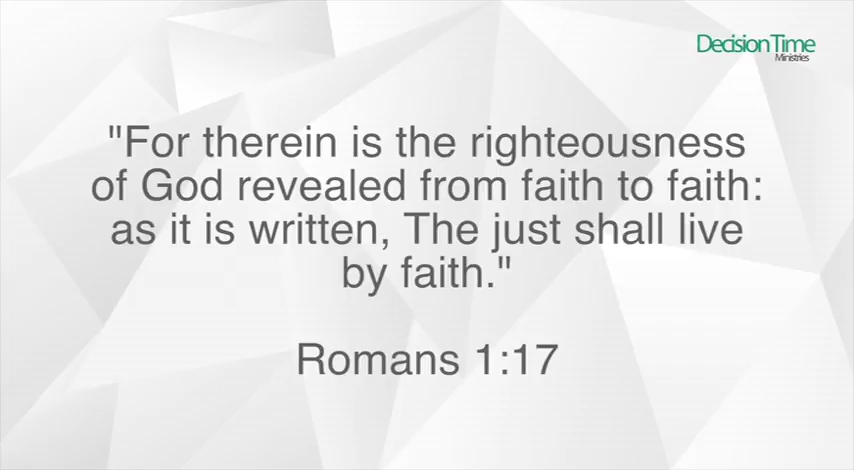 DecisionTime
Ministries
"For therein is the righteousness
of God revealed from faith to faith:
as it is written, The just shall live
by faith."
Romans 1:17